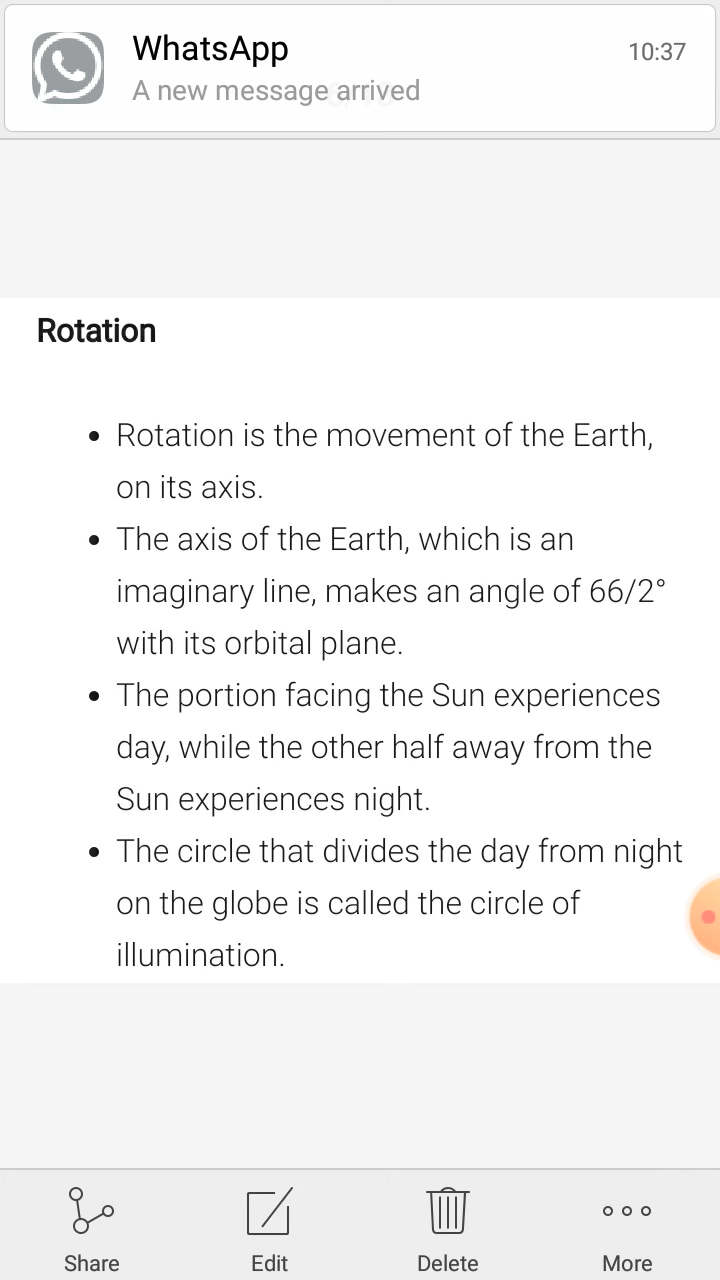 WhatsApp
10:37
A new message arrived
Rotation
• Rotation is the movement of the Earth,
on its axis.
• The axis of the Earth, which is an
imaginary line, makes an angle of 66/2°
with its orbital plane.
• The portion facing the Sun experiences
day, while the other half away from the
Sun experiences night.
• The circle that divides the day from night
on the globe is called the circle of
illumination.
Share
Edit
Delete
More